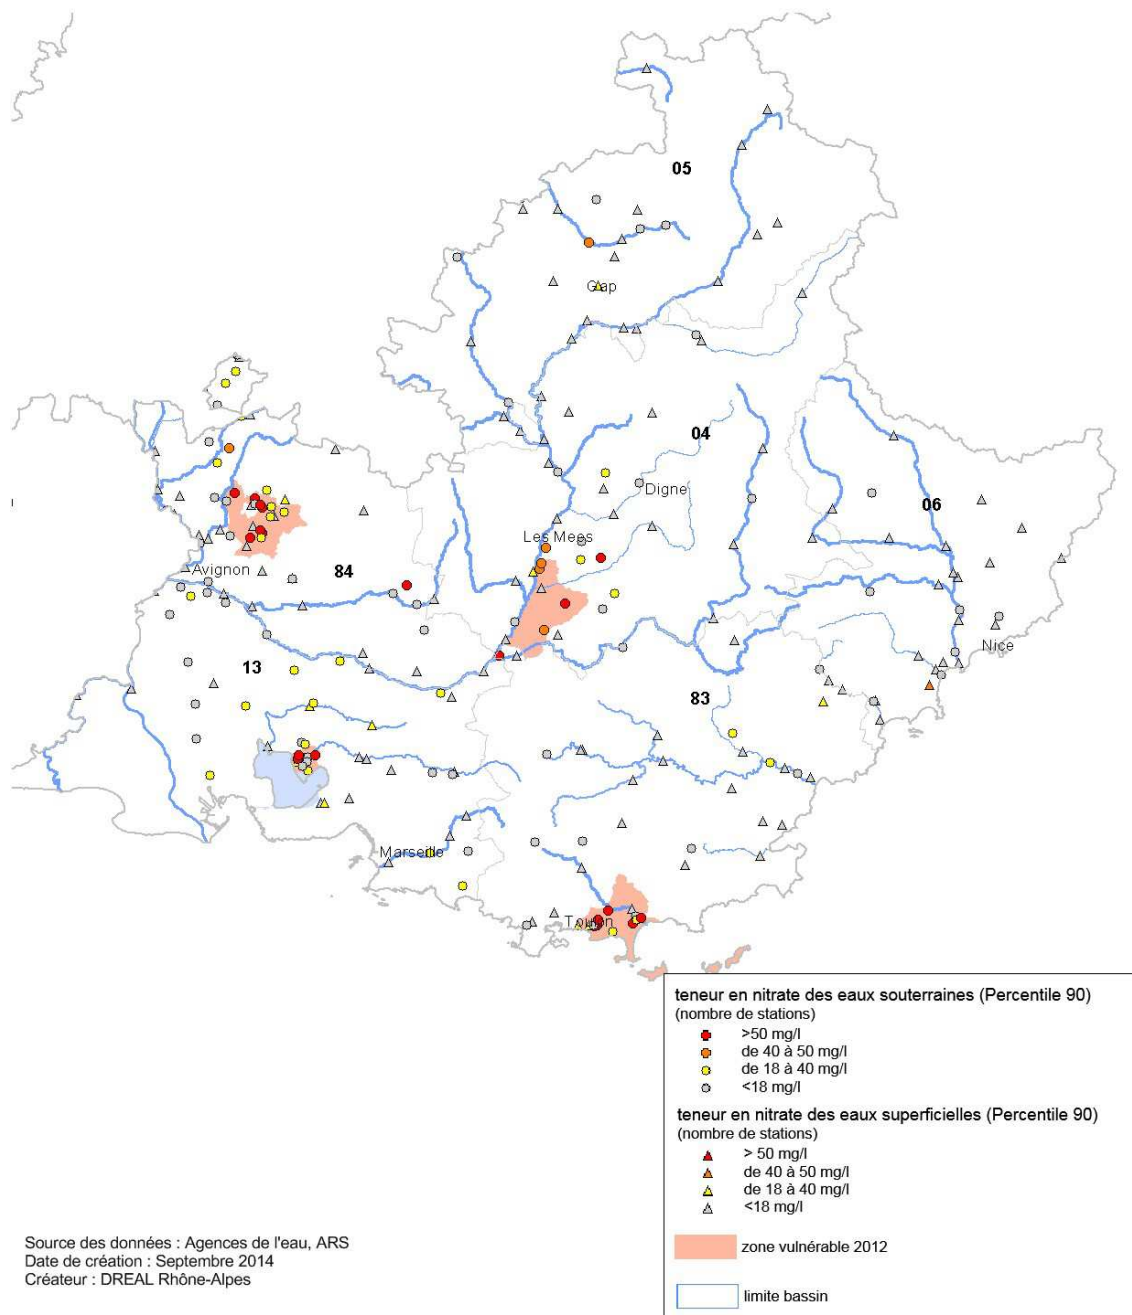 05
Gap
04
Digne
06
Les Mees
Avignon
84
Nice
13
83
Marseille
Toulon
teneur en nitrate des eaux souterraines (Percentile 90)
(nombre de stations)
>50 mg/l
de 40 à 50 mg/l
de 18 à 40 mg/l
<18 mg/l
teneur en nitrate des eaux superficielles (Percentile 90)
(nombre de stations)
> 50 mg/l
de 40 à 50 mg/l
de 18 à 40 mg/l
<18 mg/l
zone vulnérable 2012
limite bassin
Source des données : Agences de l'eau, ARS
Date de création : Septembre 2014
Créateur : DREAL Rhône-Alpes